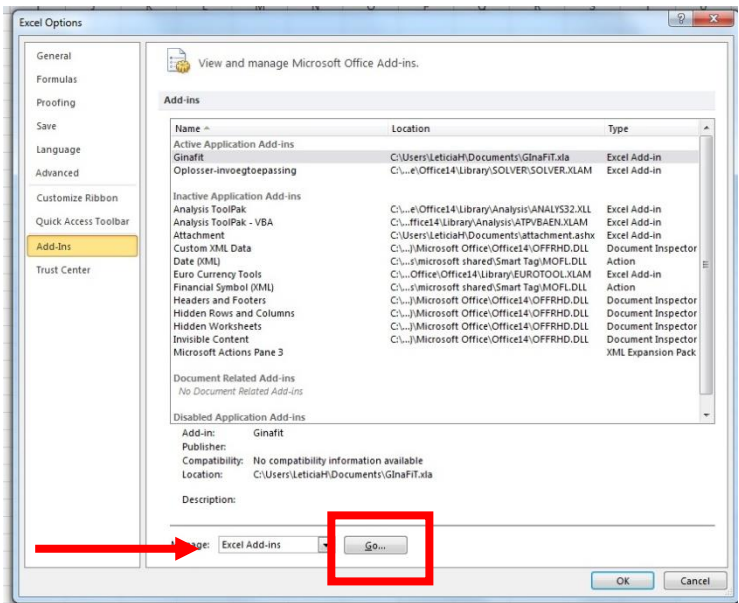 Excel Options
General
Formulas
Proofing
Save
Language
Advanced
Customize Ribbon
Quick Access Toolbar
Add-Ins
Trust Center
View and manage Microsoft Office Add-ins.
Add-ins
Name Location Type
Active Application Add-ins
Ginafit C:\Users\LeticiaH\Documents\GInaFiT.xla Excel Add-in
Oplosser-invoegtoepassing C:\...e\Office14\Library\SOLVER\SOLVER.XLAM Excel Add-in
Inactive Application Add-ins
Analysis ToolPak C:\...e\Office14\Library\Analysis\ANALYS32.XLL Excel Add-in
Analysis ToolPak - VBA C:\...ffice14\Library\Analysis\ATPVBAEN.XLAM Excel Add-in
Attachment C:\Users\LeticiaH\Documents\attachment.ashx Excel Add-in
Custom XML Data C:\...)\Microsoft Office\Office14\OFFRHD.DLL Document Inspector
Date (XML) C:\...s\microsoft shared\Smart Tag\MOFL.DLL Action
Euro Currency Tools C:\...Office\Office14\Library\EUROTOOL.XLAM Excel Add-in
Financial Symbol (XML) C:\...s\microsoft shared\Smart Tag\MOFL.DLL Action
Headers and Footers C:\...)\Microsoft Office\Office14\OFFRHD.DLL Document Inspector
Hidden Rows and Columns C:\...)\Microsoft Office\Office14\OFFRHD.DLL Document Inspector
Hidden Worksheets C:\...)\Microsoft Office\Office14\OFFRHD.DLL Document Inspector
Invisible Content C:\...)\Microsoft Office\Office14\OFFRHD.DLL Document Inspector
Microsoft Actions Pane 3 XML Expansion Pack
Document Related Add-ins
No Document Related Add-ins
Disabled Application Add-ins
Add-in: Ginafit
Publisher:
Compatibility: No compatibility information available
Location: C:\Users\LeticiaH\Documents\GInaFiT.xla
Description:
Excel Add-ins Go...
OK Cancel